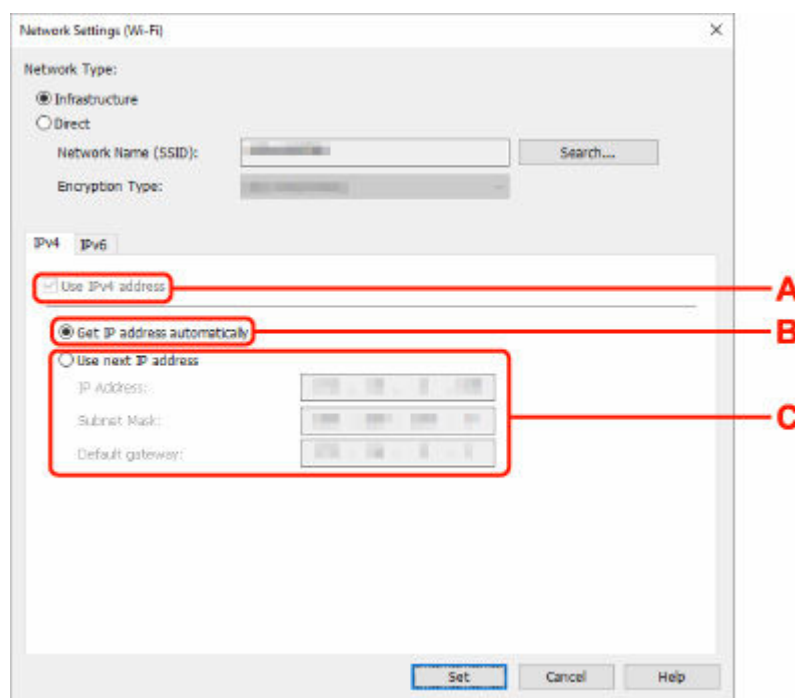 Network Settings (Wi-Fi)
Network Type:
Infrastructure
Direct
Network Name (SSID):
Search...
Encryption Type:
IPv4 IPv6
Use IPv4 address
A
Get IP address automatically
B
Use next IP address
IP Address:
Subnet Mask:
C
Default gateway:
Set Cancel Help